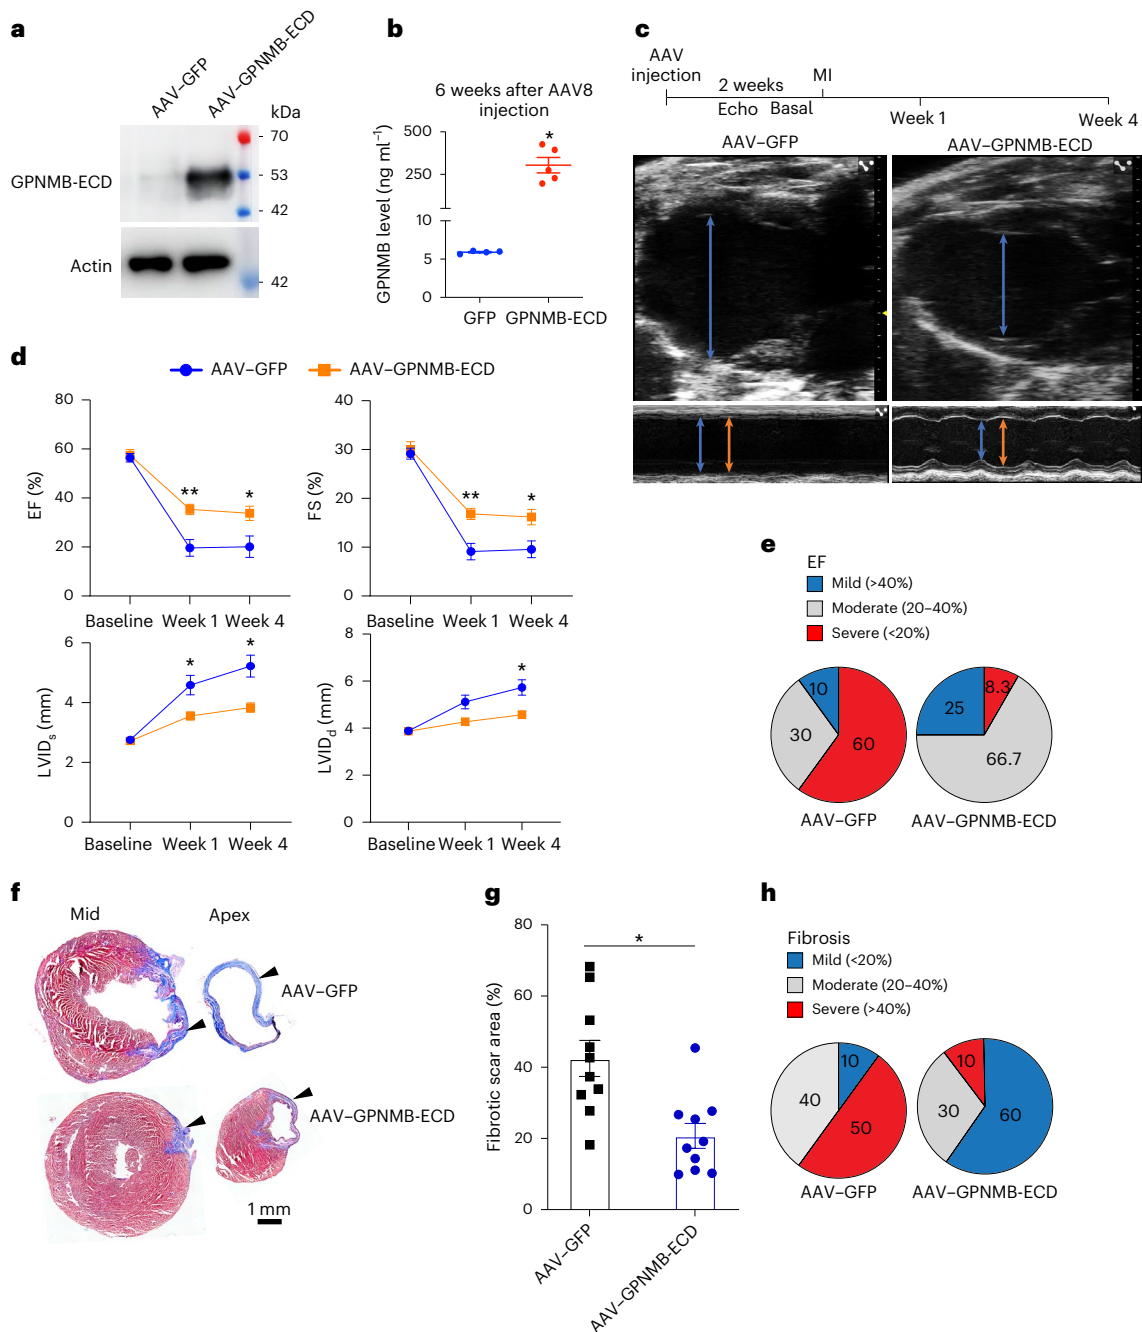 a
AAV–GFP
AAV–GPNMB-ECD
kDa
70
GPNMB-ECD
53
42
Actin
42
b
6 weeks after AAV8
injection
*
GPNMB level (ng ml⁻¹)
500
250
10
5
0
GFP
GPNMB-ECD
c
AAV
injection
MI
2 weeks
Echo
Basal
Week 1
Week 4
AAV–GFP
AAV–GPNMB-ECD
d
AAV–GFP
AAV–GPNMB-ECD
EF (%)
80
60
40
20
0
**
*
Baseline
Week 1
Week 4
FS (%)
40
30
20
10
0
**
*
Baseline
Week 1
Week 4
LVIDs (mm)
6
4
2
0
*
*
Baseline
Week 1
Week 4
LVIDd (mm)
8
6
4
2
0
*
Baseline
Week 1
Week 4
e
EF
Mild (>40%)
Moderate (20–40%)
Severe (<20%)
10
30
60
AAV–GFP
8.3
25
66.7
AAV–GPNMB-ECD
f
Mid
Apex
AAV–GFP
AAV–GPNMB-ECD
1 mm
g
Fibrotic scar area (%)
80
60
40
20
0
*
AAV–GFP
AAV–GPNMB-ECD
h
Fibrosis
Mild (<20%)
Moderate (20–40%)
Severe (>40%)
10
40
50
AAV–GFP
10
30
60
AAV–GPNMB-ECD